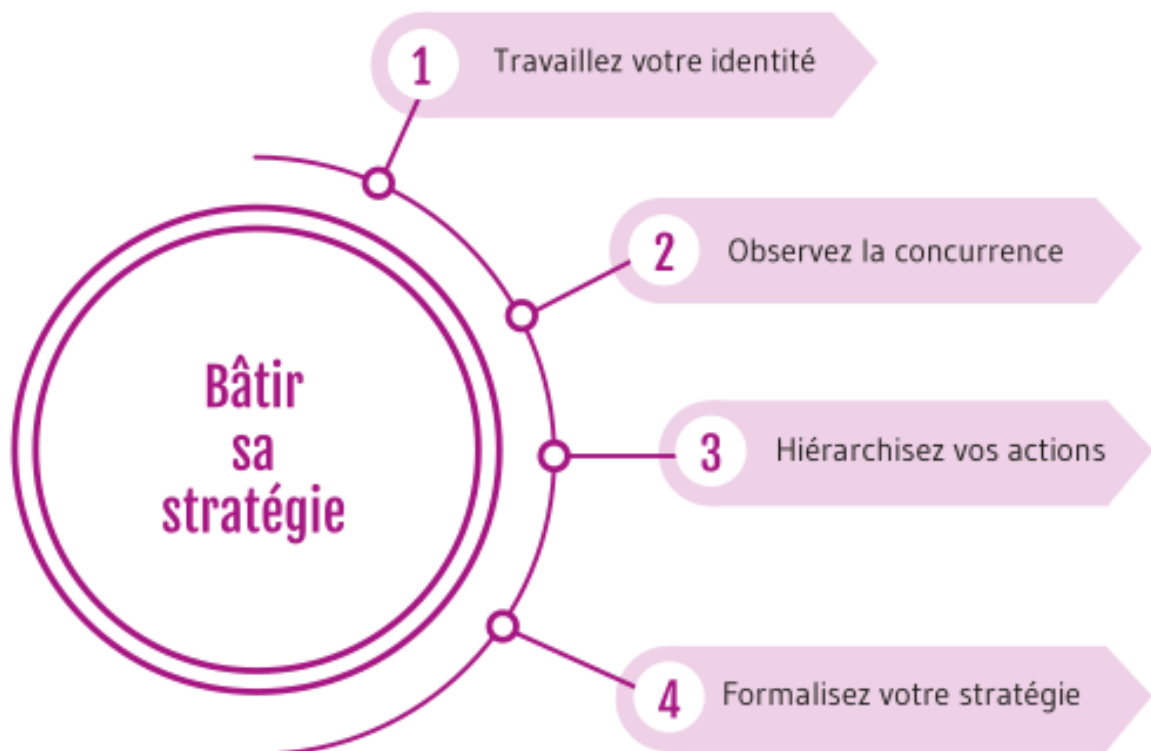 1 Travaillez votre identité
2 Observez la concurrence
Bâtir
sa
stratégie
3 Hiérarchisez vos actions
4 Formalisez votre stratégie